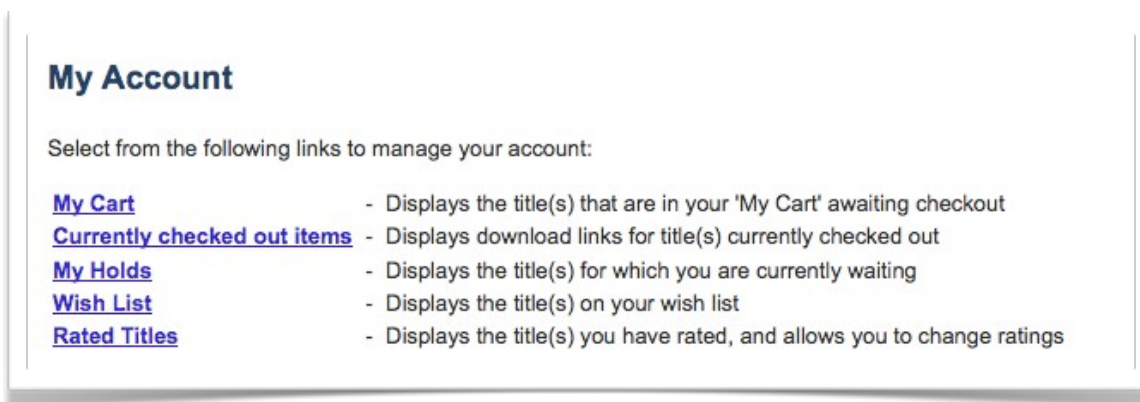 My Account
Select from the following links to manage your account:
My Cart - Displays the title(s) that are in your 'My Cart' awaiting checkout
Currently checked out items - Displays download links for title(s) currently checked out
My Holds - Displays the title(s) for which you are currently waiting
Wish List - Displays the title(s) on your wish list
Rated Titles - Displays the title(s) you have rated, and allows you to change ratings